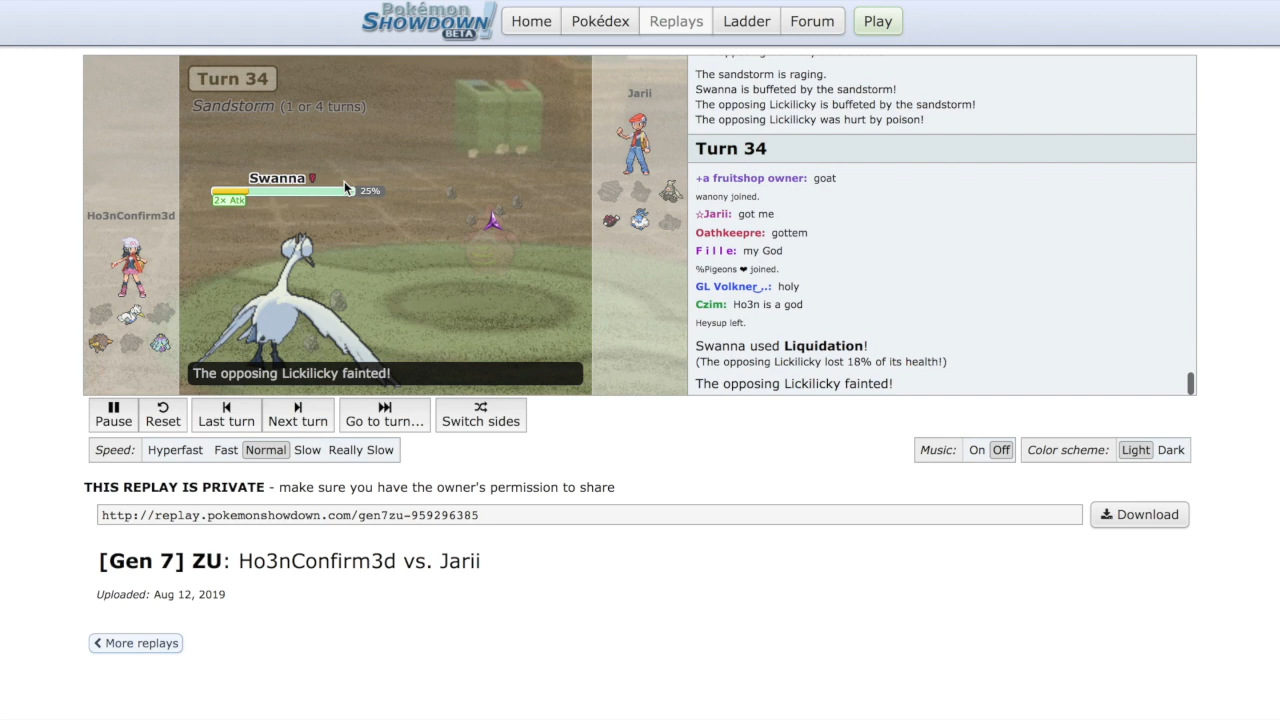 Pokémon
SHOWDOWN!
BETA
Home
Pokédex
Replays
Ladder
Forum
Play
Turn 34
Sandstorm (1 or 4 turns)
Swanna
25%
2× Atk
Ho3nConfirm3d
Jarii
The opposing Lickilicky fainted!
The sandstorm is raging.
Swanna is buffeted by the sandstorm!
The opposing Lickilicky is buffeted by the sandstorm!
The opposing Lickilicky was hurt by poison!
Turn 34
+a fruitshop owner: goat
wanony joined.
☆Jarii: got me
Oathkeepre: gottem
F i l l e: my God
%Pigeons ❤ joined.
GL Volkner‿.: holy
Czim: Ho3n is a god
Heysup left.
Swanna used Liquidation!
(The opposing Lickilicky lost 18% of its health!)
The opposing Lickilicky fainted!
Pause
Reset
Last turn
Next turn
Go to turn...
Switch sides
Speed: Hyperfast Fast Normal Slow Really Slow
Music: On Off
Color scheme: Light Dark
THIS REPLAY IS PRIVATE - make sure you have the owner's permission to share
http://replay.pokemonshowdown.com/gen7zu-959296385
Download
[Gen 7] ZU: Ho3nConfirm3d vs. Jarii
Uploaded: Aug 12, 2019
More replays